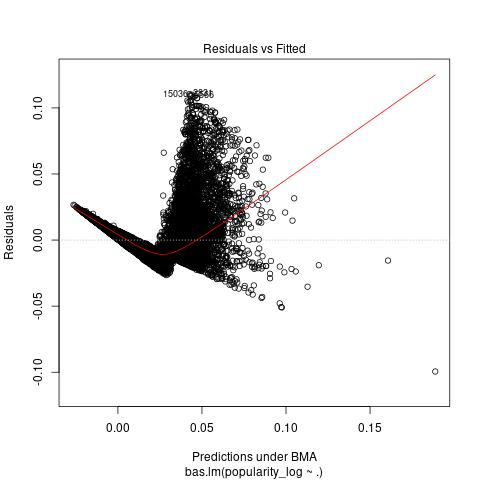 Residuals vs Fitted
0.10
0.05
0.00
-0.05
-0.10
Residuals
0.00
0.05
0.10
0.15
Predictions under BMA
bas.lm(popularity_log ~ .)